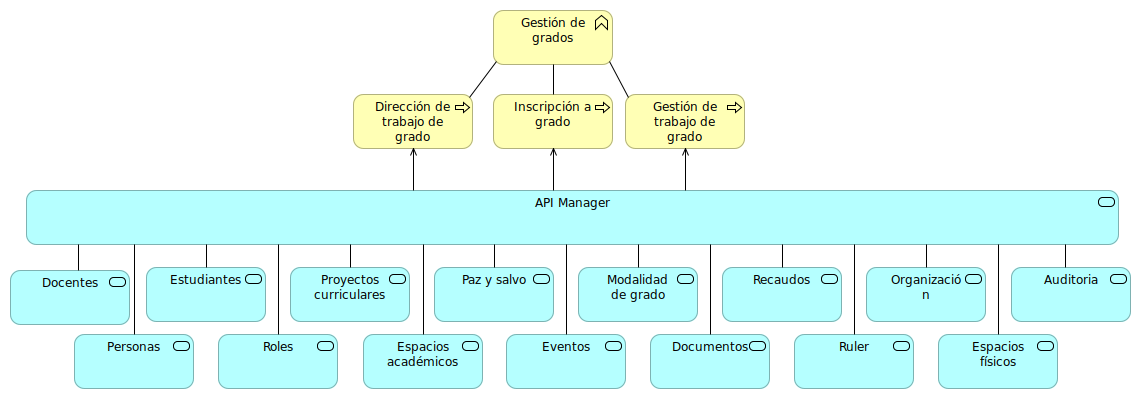 Gestión de
grados
Dirección de
trabajo de
grado
Inscripción a
grado
Gestión de
trabajo de
grado
API Manager
Docentes
Estudiantes
Proyectos
curriculares
Paz y salvo
Modalidad
de grado
Recaudos
Organizació
n
Auditoria
Personas
Roles
Espacios
académicos
Eventos
Documentos
Ruler
Espacios
físicos